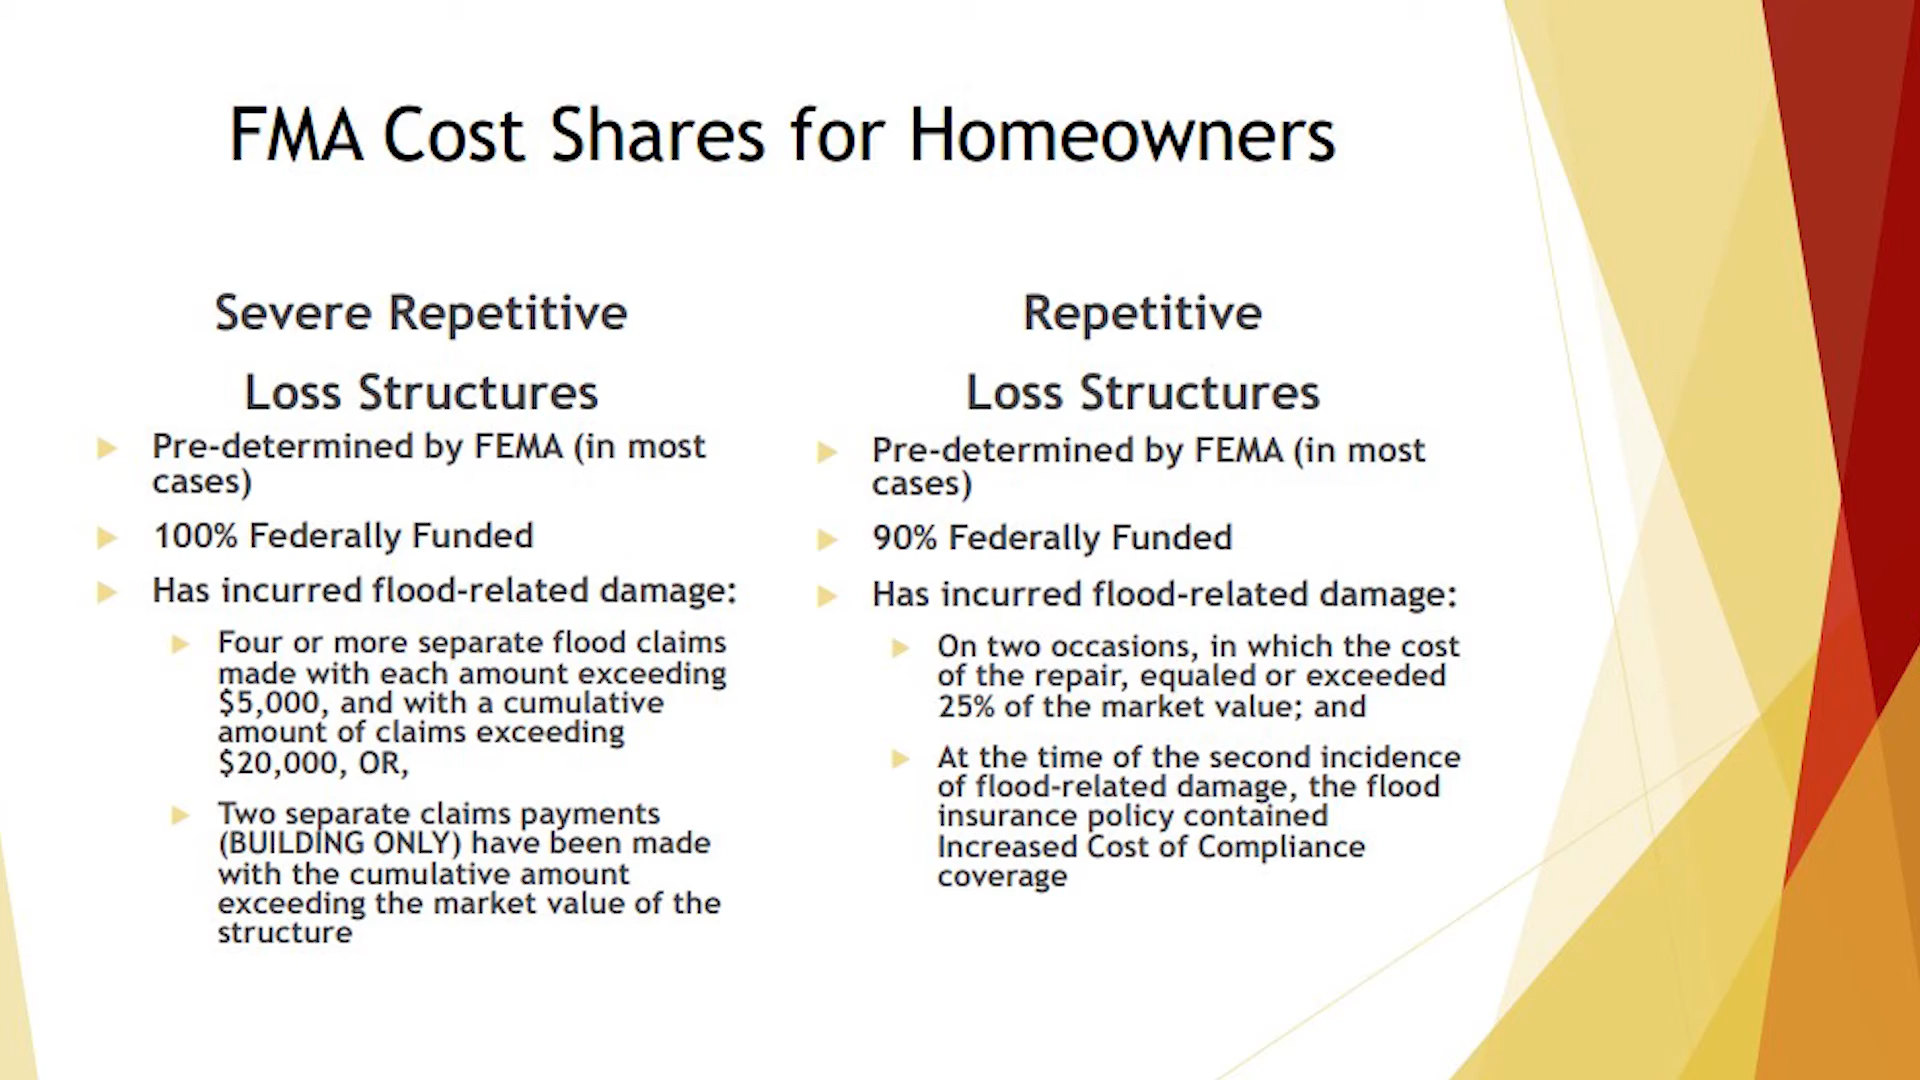 FMA Cost Shares for Homeowners
Severe Repetitive
Loss Structures
Pre-determined by FEMA (in most
cases)
100% Federally Funded
Has incurred flood-related damage:
Four or more separate flood claims
made with each amount exceeding
$5,000, and with a cumulative
amount of claims exceeding
$20,000, OR,
Two separate claims payments
(BUILDING ONLY) have been made
with the cumulative amount
exceeding the market value of the
structure
Repetitive
Loss Structures
Pre-determined by FEMA (in most
cases)
90% Federally Funded
Has incurred flood-related damage:
On two occasions, in which the cost
of the repair, equaled or exceeded
25% of the market value; and
At the time of the second incidence
of flood-related damage, the flood
insurance policy contained
Increased Cost of Compliance
coverage